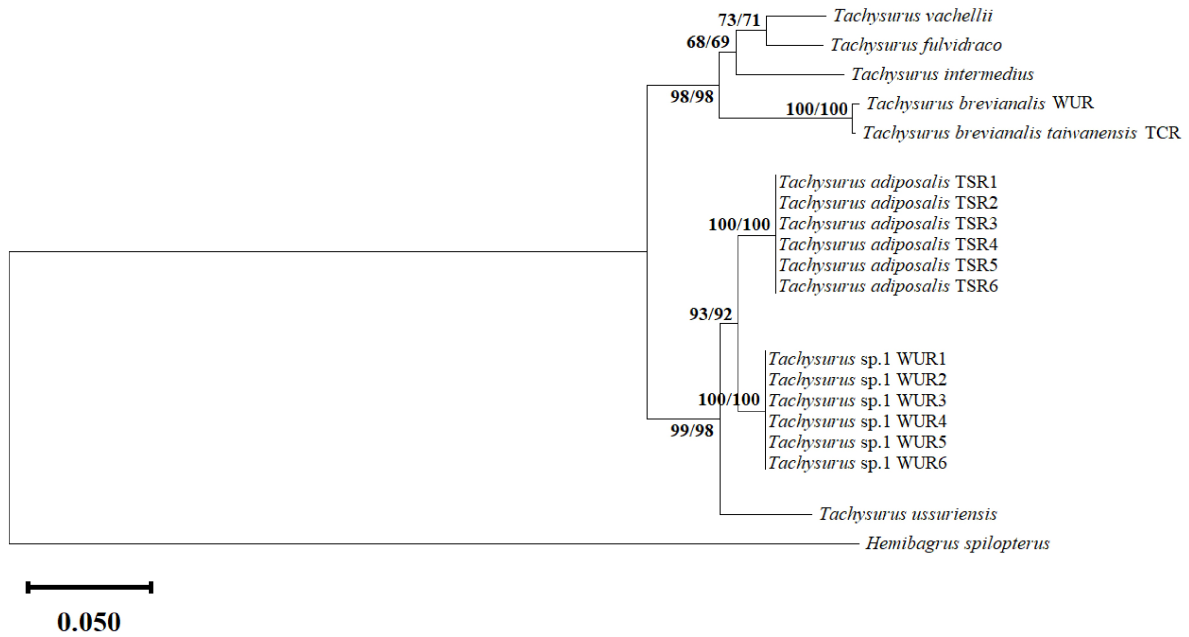 73/71
Tachysurus vachellii
68/69
Tachysurus fulvidraco
Tachysurus intermedius
98/98
100/100
Tachysurus brevianalis WUR
Tachysurus brevianalis taiwanensis TCR
Tachysurus adiposalis TSR1
Tachysurus adiposalis TSR2
100/100
Tachysurus adiposalis TSR3
Tachysurus adiposalis TSR4
Tachysurus adiposalis TSR5
Tachysurus adiposalis TSR6
93/92
Tachysurus sp.1 WUR1
Tachysurus sp.1 WUR2
100/100
Tachysurus sp.1 WUR3
Tachysurus sp.1 WUR4
99/98
Tachysurus sp.1 WUR5
Tachysurus sp.1 WUR6
Tachysurus ussuriensis
Hemibagrus spilopterus
0.050